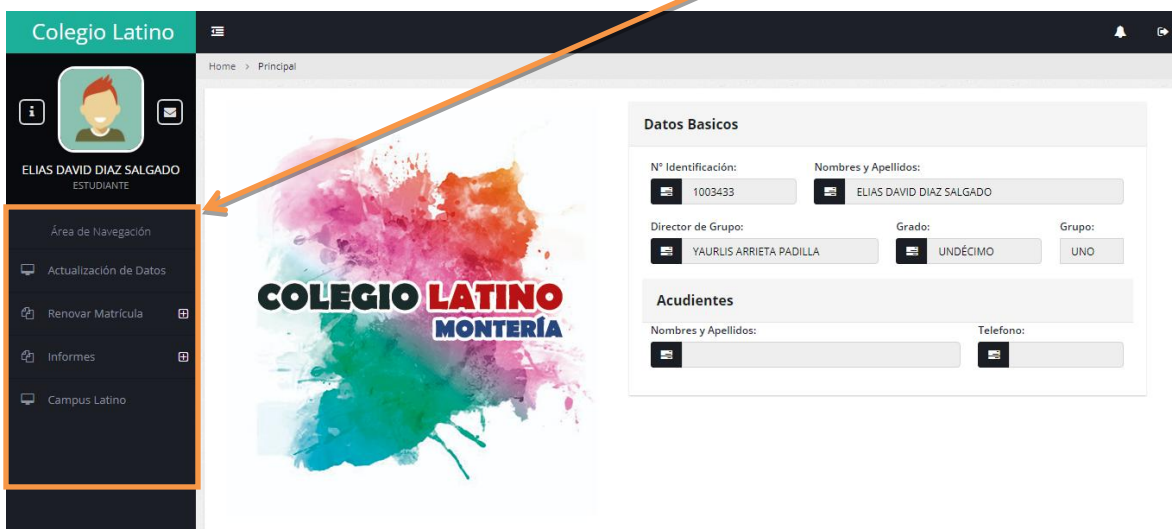 Colegio Latino
Home > Principal
ELIAS DAVID DIAZ SALGADO
ESTUDIANTE
Área de Navegación
Actualización de Datos
Renovar Matrícula
Informes
Campus Latino
COLEGIO LATINO
MONTERÍA
Datos Basicos
N° Identificación: Nombres y Apellidos:
1003433 ELIAS DAVID DIAZ SALGADO
Director de Grupo: Grado: Grupo:
YAURLIS ARRIETA PADILLA UNDÉCIMO UNO
Acudientes
Nombres y Apellidos: Telefono: